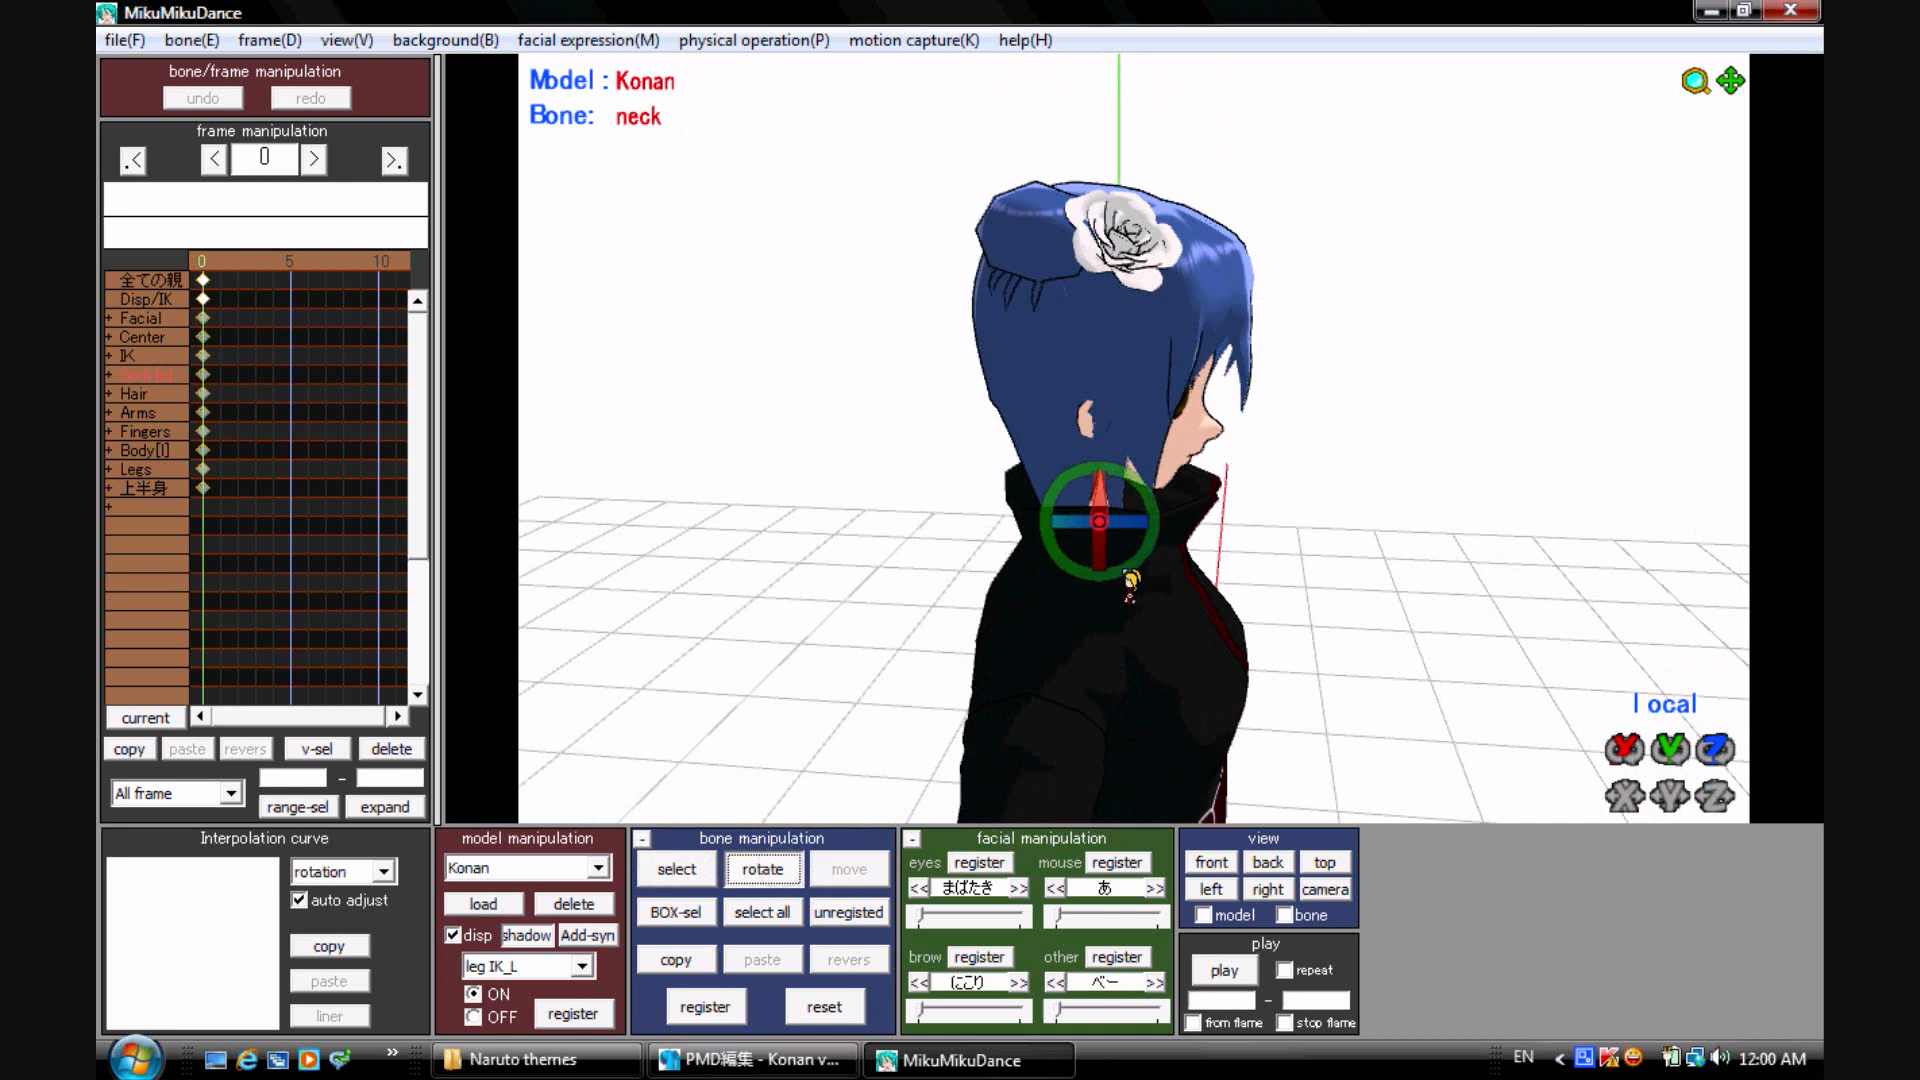 MikuMikuDance
file(F) bone(E) frame(D) view(V) background(B) facial expression(M) physical operation(P) motion capture(K) help(H)
bone/frame manipulation
undo redo
frame manipulation
.< < 0 > >.
0 5 10
全ての親
Disp/IK
+ Facial
+ Center
+ IK
+ Hair
+ Arms
+ Fingers
+ Body[l]
+ Legs
+ 上半身
+
current
copy paste revers v-sel delete
All frame -
range-sel expand
Model : Konan
Bone: neck
local
X Y Z
X Y Z
Interpolation curve
rotation
auto adjust
copy
paste
liner
model manipulation
Konan
load delete
disp shadow Add-syn
leg IK_L
ON
OFF register
- bone manipulation
select rotate move
BOX-sel select all unregisted
copy paste revers
register reset
- facial manipulation
eyes register mouse register
<< まばたき >> << あ >>
brow register other register
<< にこり >> << べー >>
view
front back top
left right camera
model bone
play
play repeat
-
from flame stop flame
» Naruto themes PMD編集 - Konan v... MikuMikuDance EN < 12:00 AM